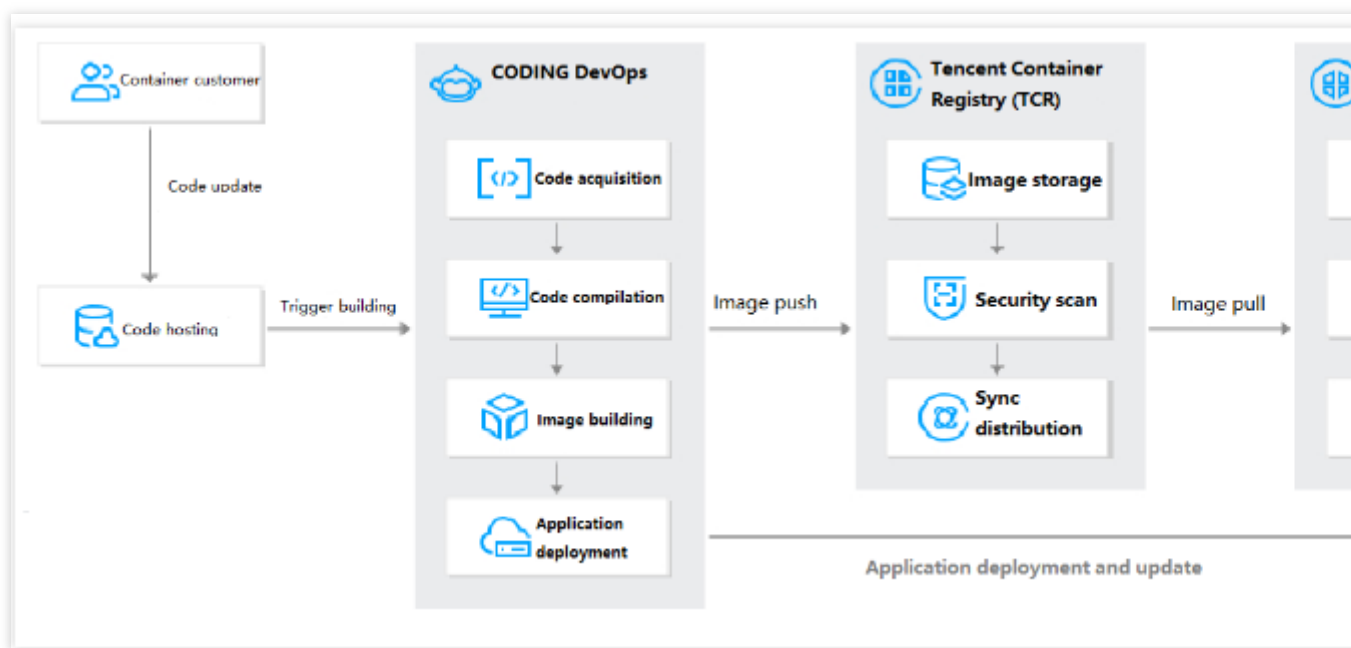 Container customer
Code update
Code hosting
Trigger building
CODING DevOps
Code acquisition
Code compilation
Image building
Application
deployment
Image push
Tencent Container
Registry (TCR)
Image storage
Security scan
Sync
distribution
Image pull
Application deployment and update